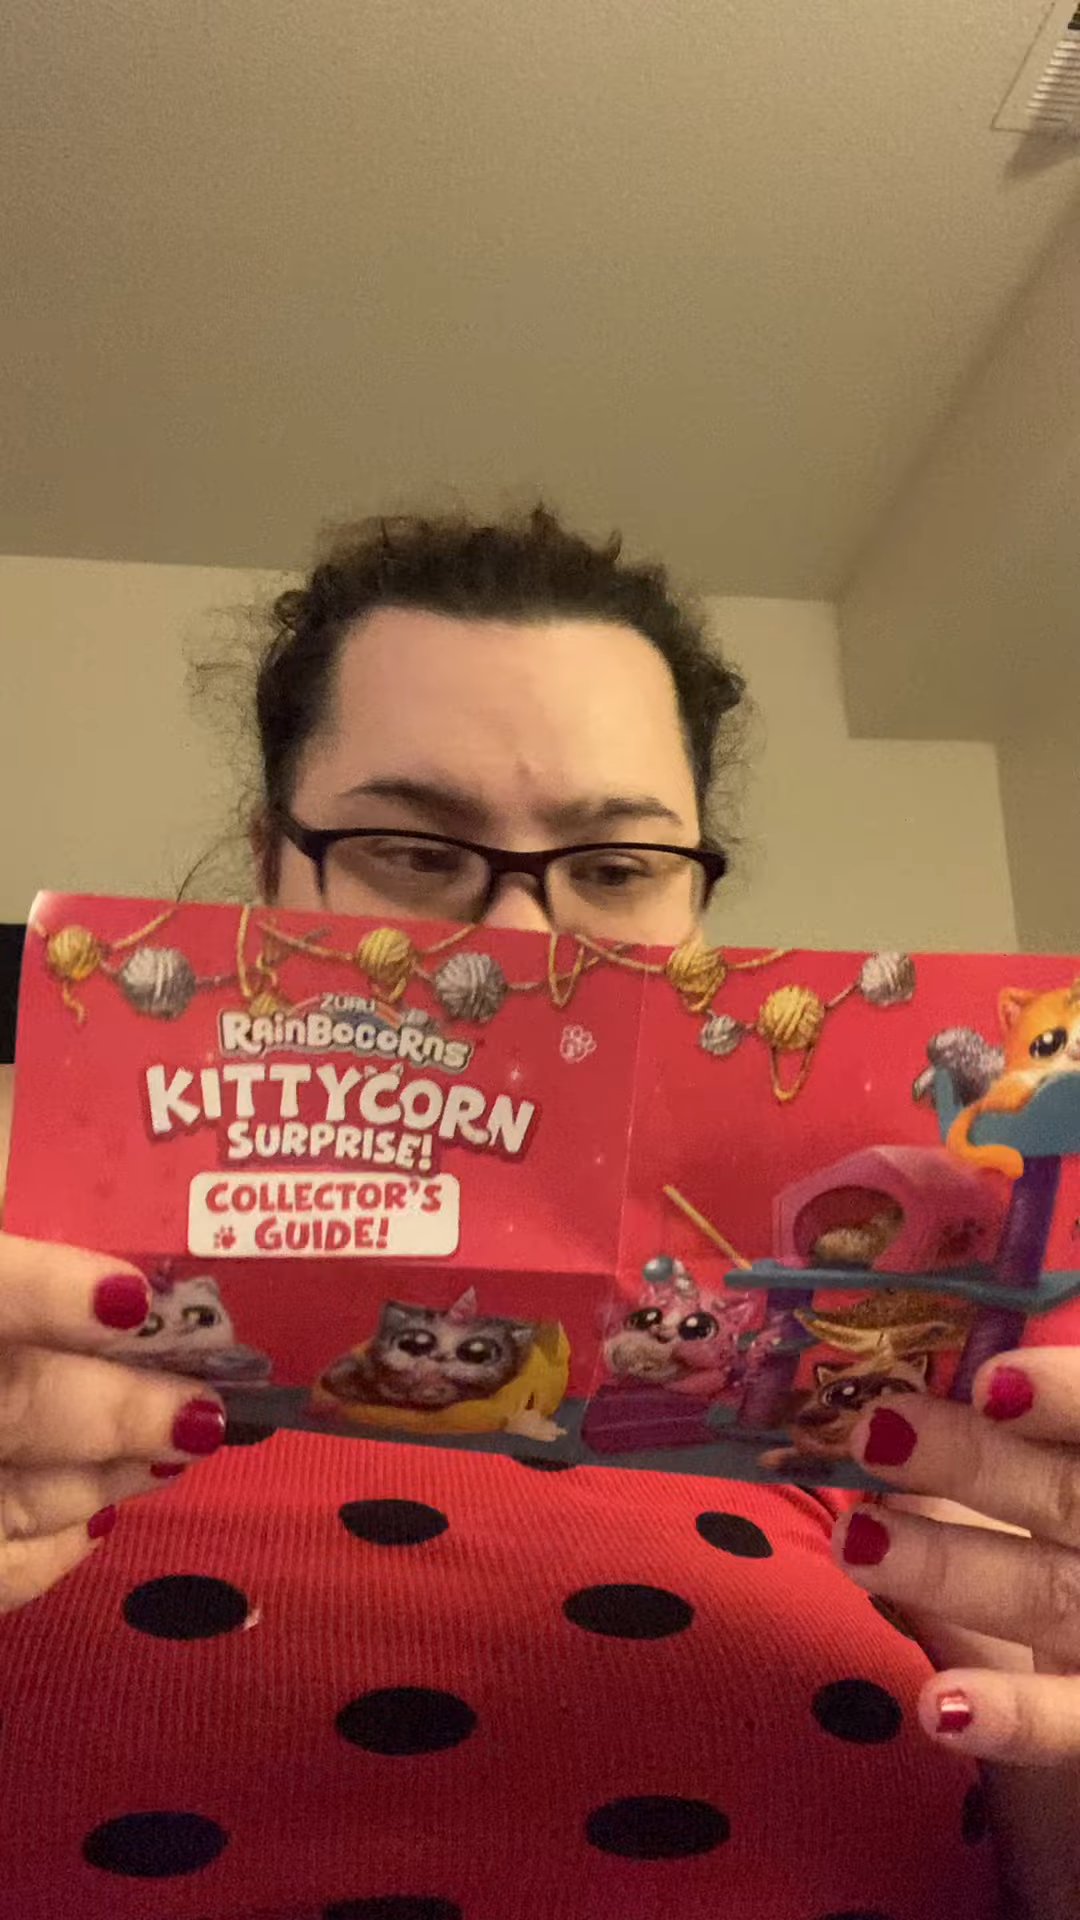 ZURU
RAINBOCORNS
KITTYCORN
SURPRISE!
COLLECTOR'S
GUIDE!